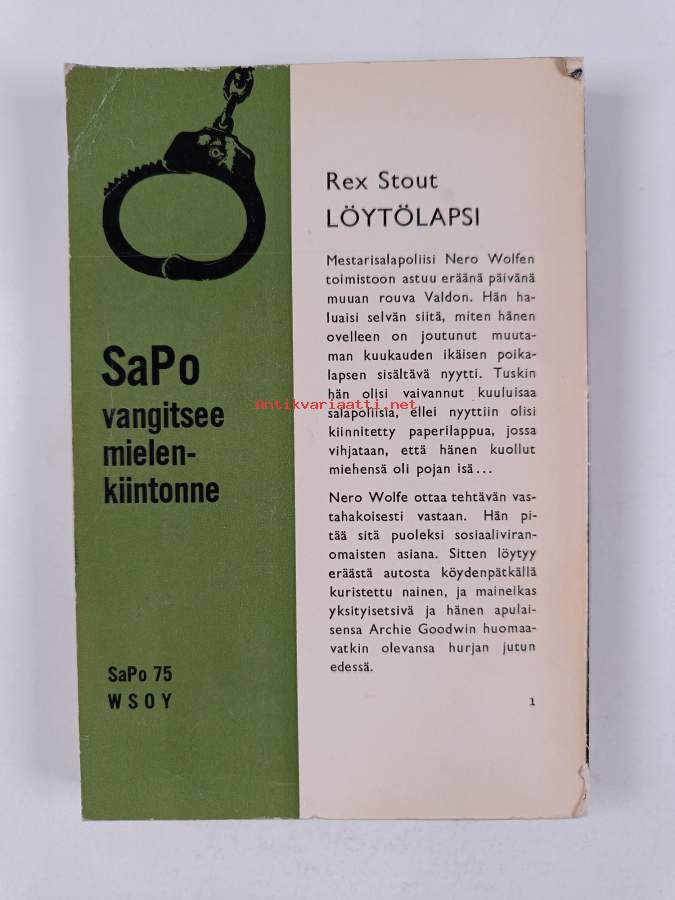 SaPo
vangitsee
mielen-
kiintonne
SaPo 75
WSOY
Rex Stout
LÖYTÖLAPSI
Mestarisalapoliisi Nero Wolfen
toimistoon astuu eräänä päivänä
muuan rouva Valdon. Hän ha-
luaisi selvän siitä, miten hänen
ovelleen on joutunut muuta-
man kuukauden ikäisen poika-
lapsen sisältävä nyytti. Tuskin
hän olisi vaivannut kuuluisaa
salapoliisia, ellei nyyttiin olisi
kiinnitetty paperilappua, jossa
vihjataan, että hänen kuollut
miehensä oli pojan isä...
Nero Wolfe ottaa tehtävän vas-
tahakoisesti vastaan. Hän pi-
tää sitä puoleksi sosiaaliviran-
omaisten asiana. Sitten löytyy
eräästä autosta köydenpätkällä
kuristettu nainen, ja maineikas
yksityisetsivä ja hänen apulai-
sensa Archie Goodwin huomaa-
vatkin olevansa hurjan jutun
edessä.
1
Antikvariaatti.net